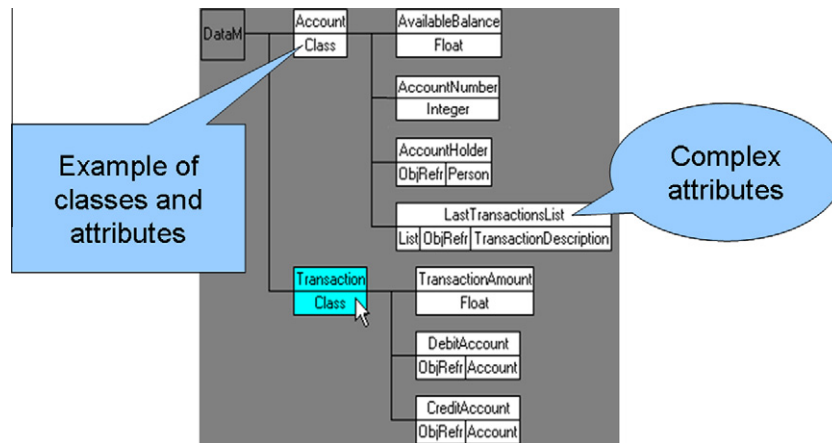 DataM
Account
Class
AvailableBalance
Float
AccountNumber
Integer
AccountHolder
ObjRefr Person
LastTransactionsList
List ObjRefr TransactionDescription
Example of
classes and
attributes
Complex
attributes
Transaction
Class
TransactionAmount
Float
DebitAccount
ObjRefr Account
CreditAccount
ObjRefr Account